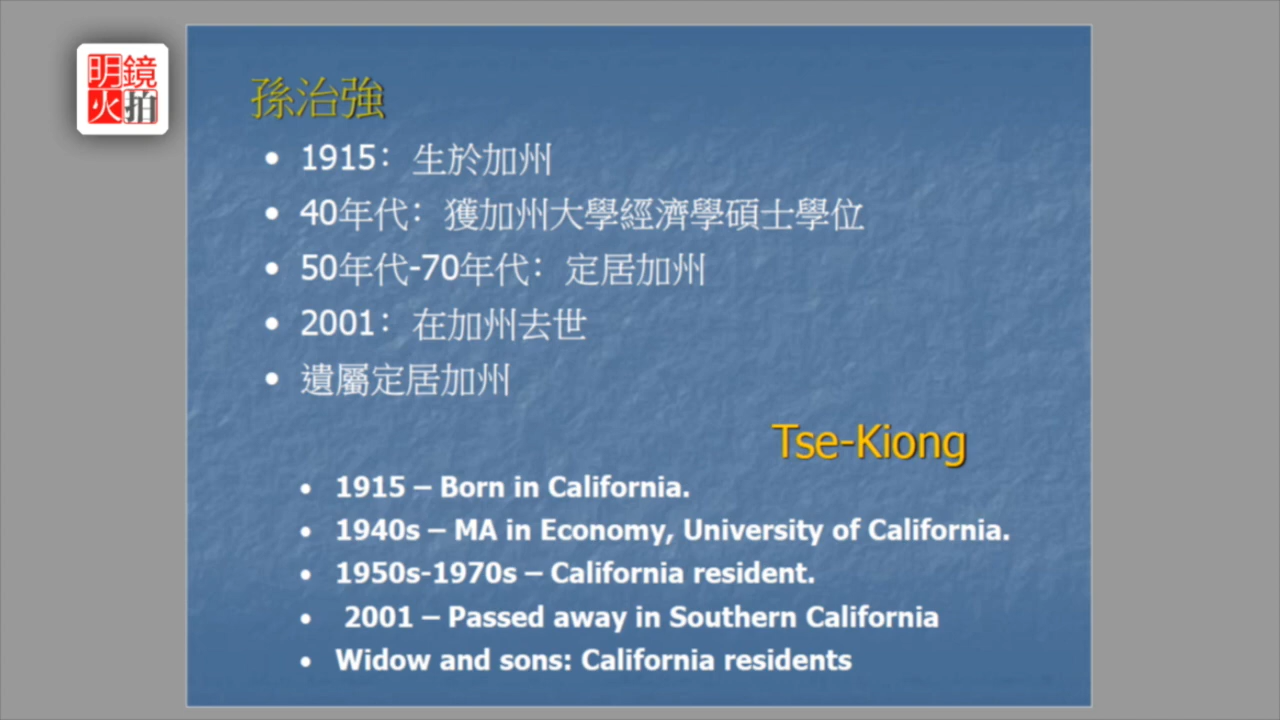 明鏡
火拍
孫治強
• 1915： 生於加州
• 40年代： 獲加州大學經濟學碩士學位
• 50年代-70年代： 定居加州
• 2001： 在加州去世
• 遺屬定居加州
Tse-Kiong
• 1915 – Born in California.
• 1940s – MA in Economy, University of California.
• 1950s-1970s – California resident.
• 2001 – Passed away in Southern California
• Widow and sons: California residents